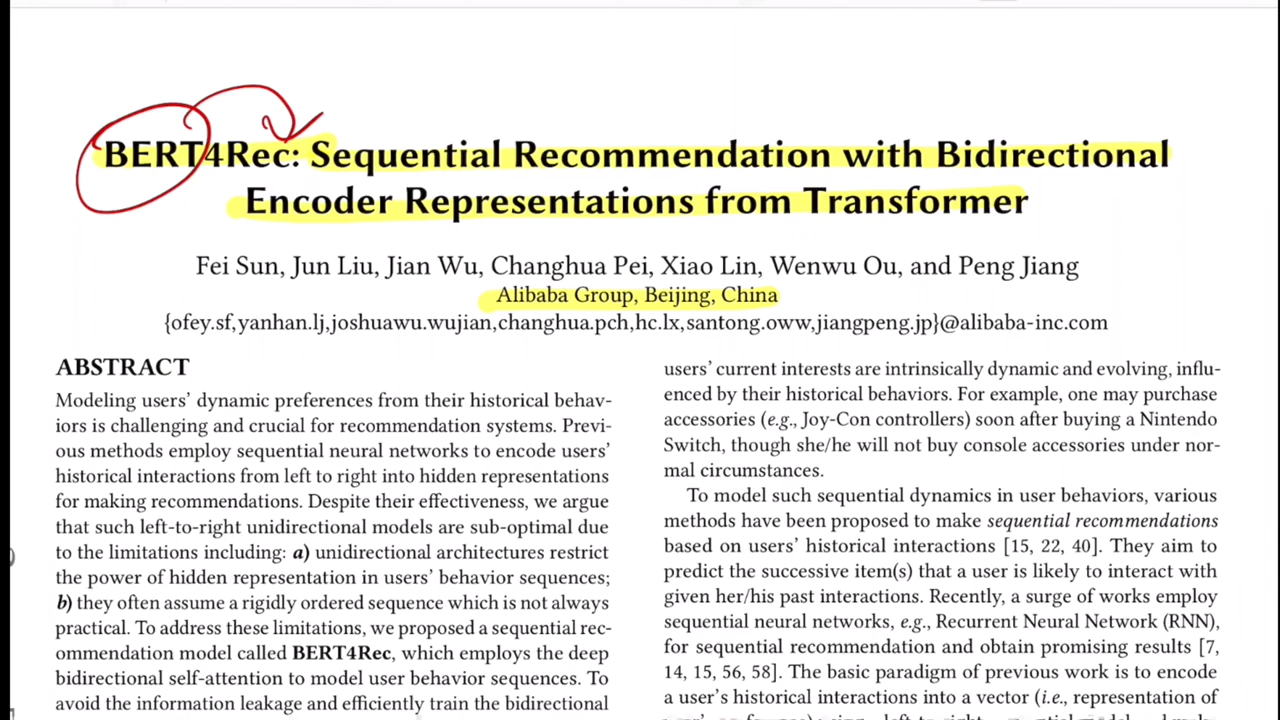 BERT4Rec: Sequential Recommendation with Bidirectional
Encoder Representations from Transformer
Fei Sun, Jun Liu, Jian Wu, Changhua Pei, Xiao Lin, Wenwu Ou, and Peng Jiang
Alibaba Group, Beijing, China
{ofey.sf,yanhan.lj,joshuawu.wujian,changhua.pch,hc.lx,santong.oww,jiangpeng.jp}@alibaba-inc.com
ABSTRACT
Modeling users' dynamic preferences from their historical behav-
iors is challenging and crucial for recommendation systems. Previ-
ous methods employ sequential neural networks to encode users'
historical interactions from left to right into hidden representations
for making recommendations. Despite their effectiveness, we argue
that such left-to-right unidirectional models are sub-optimal due
to the limitations including: a) unidirectional architectures restrict
the power of hidden representation in users' behavior sequences;
b) they often assume a rigidly ordered sequence which is not always
practical. To address these limitations, we proposed a sequential rec-
ommendation model called BERT4Rec, which employs the deep
bidirectional self-attention to model user behavior sequences. To
avoid the information leakage and efficiently train the bidirectional
users' current interests are intrinsically dynamic and evolving, influ-
enced by their historical behaviors. For example, one may purchase
accessories (e.g., Joy-Con controllers) soon after buying a Nintendo
Switch, though she/he will not buy console accessories under nor-
mal circumstances.
To model such sequential dynamics in user behaviors, various
methods have been proposed to make sequential recommendations
based on users' historical interactions [15, 22, 40]. They aim to
predict the successive item(s) that a user is likely to interact with
given her/his past interactions. Recently, a surge of works employ
sequential neural networks, e.g., Recurrent Neural Network (RNN),
for sequential recommendation and obtain promising results [7,
14, 15, 56, 58]. The basic paradigm of previous work is to encode
a user's historical interactions into a vector (i.e., representation of